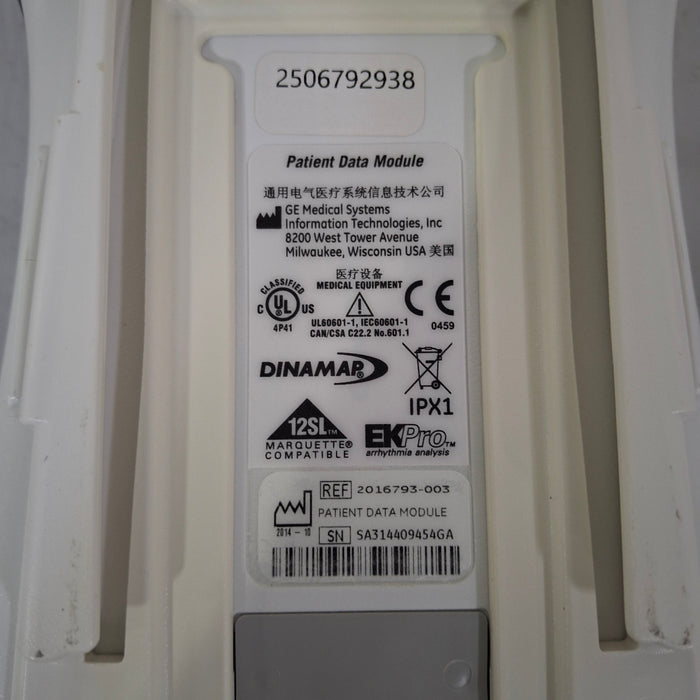 2506792938
Patient Data Module
通用电气医疗系统信息技术公司
GE Medical Systems
Information Technologies, Inc
8200 West Tower Avenue
Milwaukee, Wisconsin USA 美国
医疗设备
MEDICAL EQUIPMENT
CLASSIFIED
C UL US
4P41
UL60601-1, IEC60601-1
CAN/CSA C22.2 No.601.1
CE
0459
DINAMAP®
IPX1
12SL™
MARQUETTE®
COMPATIBLE
EKPro™
arrhythmia analysis
REF 2016793-003
PATIENT DATA MODULE
2014-10
SN SA314409454GA